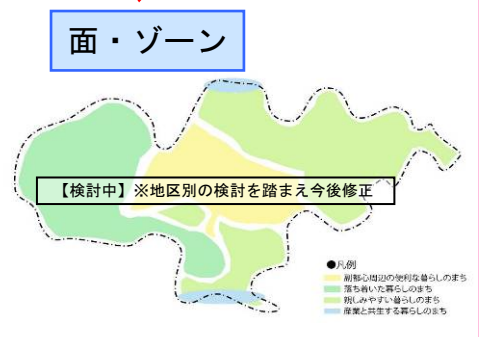 面・ゾーン
【検討中】※地区別の検討を踏まえ今後修正
●凡例
副都心周辺の便利な暮らしのまち
落ち着いた暮らしのまち
親しみやすい暮らしのまち
産業と共生する暮らしのまち